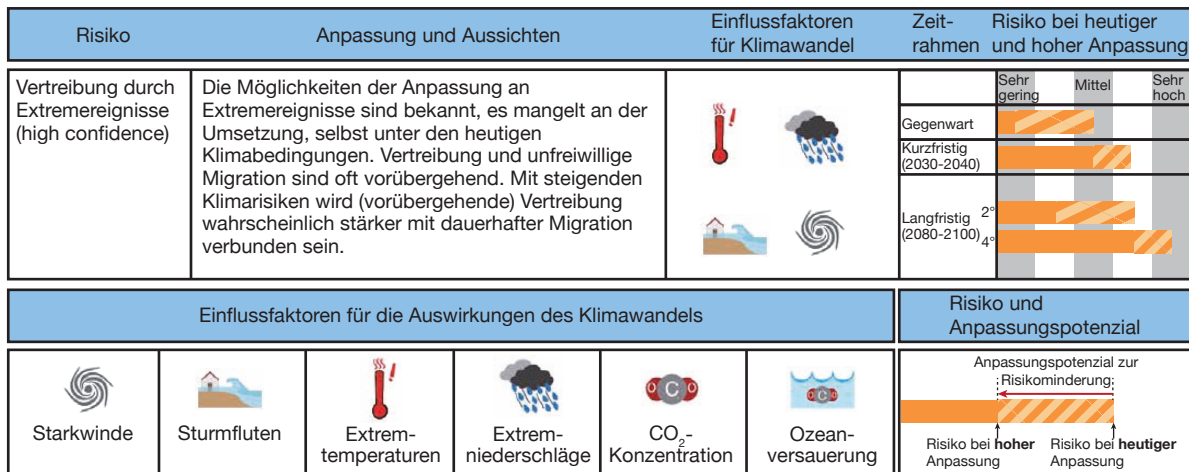 Risiko
Anpassung und Aussichten
Einflussfaktoren
für Klimawandel
Zeit-
rahmen
Risiko bei heutiger
und hoher Anpassung
Vertreibung durch
Extremereignisse
(high confidence)
Die Möglichkeiten der Anpassung an
Extremereignisse sind bekannt, es mangelt an der
Umsetzung, selbst unter den heutigen
Klimabedingungen. Vertreibung und unfreiwillige
Migration sind oft vorübergehend. Mit steigenden
Klimarisiken wird (vorübergehende) Vertreibung
wahrscheinlich stärker mit dauerhafter Migration
verbunden sein.
Sehr
gering
Mittel
Sehr
hoch
Gegenwart
Kurzfristig
(2030-2040)
Langfristig
(2080-2100)
2°
4°
Einflussfaktoren für die Auswirkungen des Klimawandels
Risiko und
Anpassungspotenzial
Starkwinde
Sturmfluten
Extrem-
temperaturen
Extrem-
niederschläge
O C O
CO2-
Konzentration
O C O
Ozean-
versauerung
Anpassungspotenzial zur
Risikominderung
Risiko bei hoher
Anpassung
Risiko bei heutiger
Anpassung